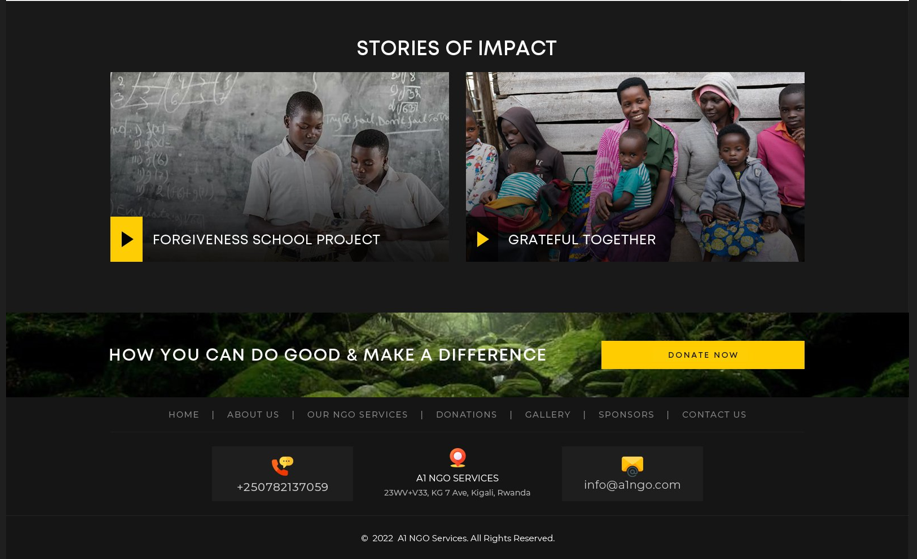 STORIES OF IMPACT
FORGIVENESS SCHOOL PROJECT
GRATEFUL TOGETHER
HOW YOU CAN DO GOOD & MAKE A DIFFERENCE
DONATE NOW
HOME | ABOUT US | OUR NGO SERVICES | DONATIONS | GALLERY | SPONSORS | CONTACT US
+250782137059
A1 NGO SERVICES
23WV+V33, KG 7 Ave, Kigali, Rwanda
info@a1ngo.com
© 2022 A1 NGO Services. All Rights Reserved.